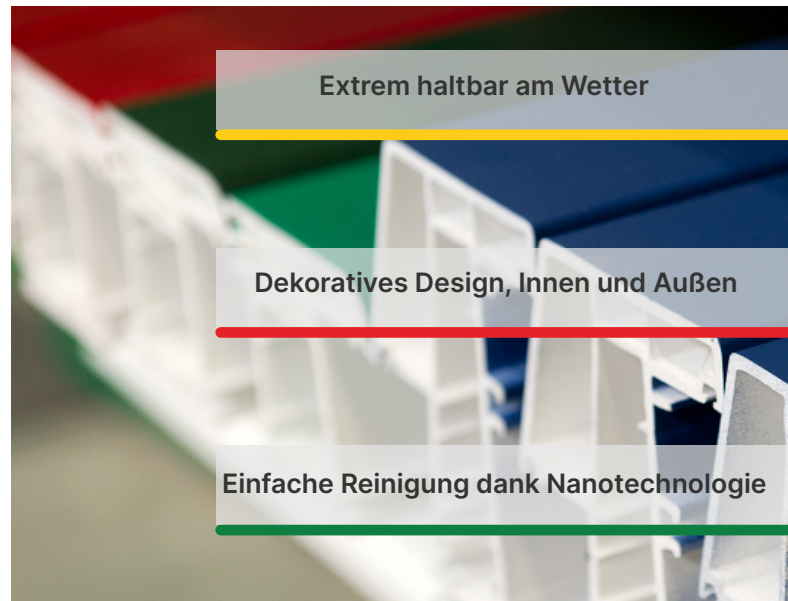 Extrem haltbar am Wetter
Dekoratives Design, Innen und Außen
Einfache Reinigung dank Nanotechnologie